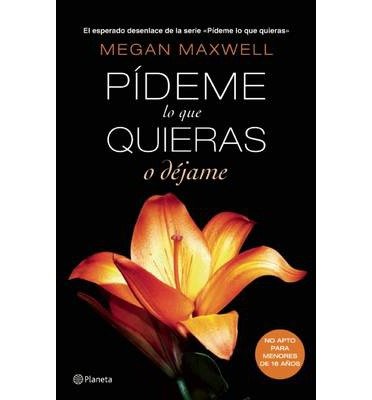 El esperado desenlace de la serie «Pídeme lo que quieras»
MEGAN MAXWELL
PÍDEME
lo que
QUIERAS
o déjame
NO APTO
PARA
MENORES
DE 18 AÑOS
Planeta